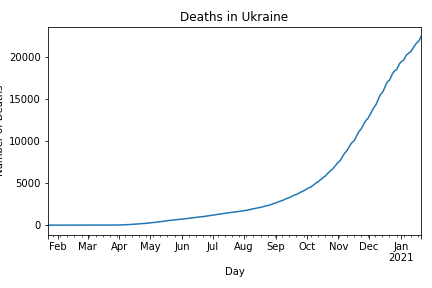 Deaths in Ukraine
Number of Deaths
20000
15000
10000
5000
0
Feb Mar Apr May Jun Jul Aug Sep Oct Nov Dec Jan
2021
Day